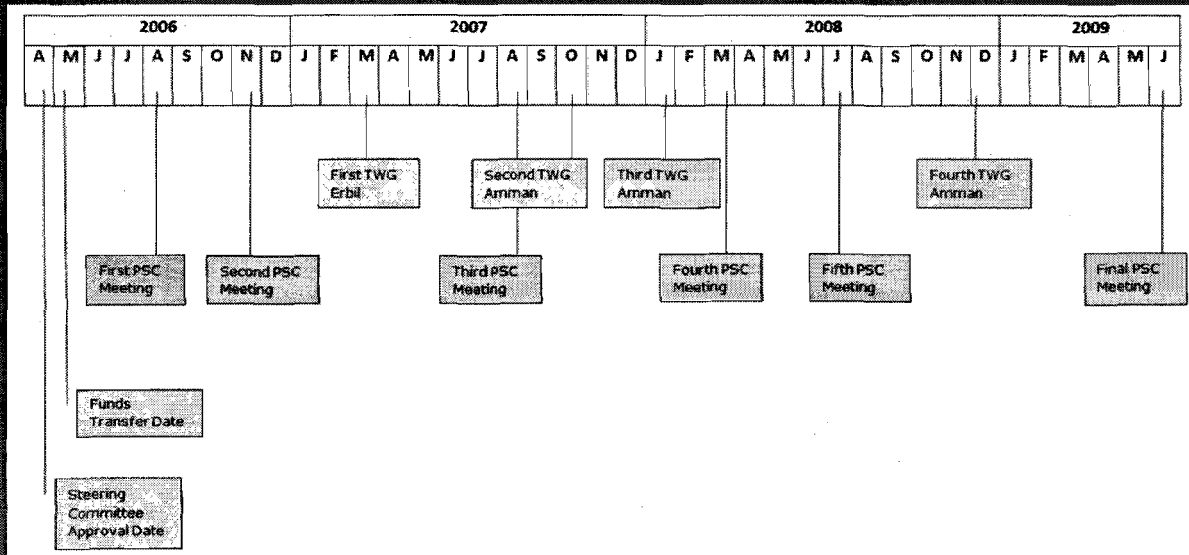 2006 2007 2008 2009
A M J J A S O N D J F M A M J J A S O N D J F M A M J J A S O N D J F M A M J
First TWG
Erbil
Second TWG
Amman
Third TWG
Amman
Fourth TWG
Amman
First PSC
Meeting
Second PSC
Meeting
Third PSC
Meeting
Fourth PSC
Meeting
Fifth PSC
Meeting
Final PSC
Meeting
Funds
Transfer Date
Steering
Committee
Approval Date